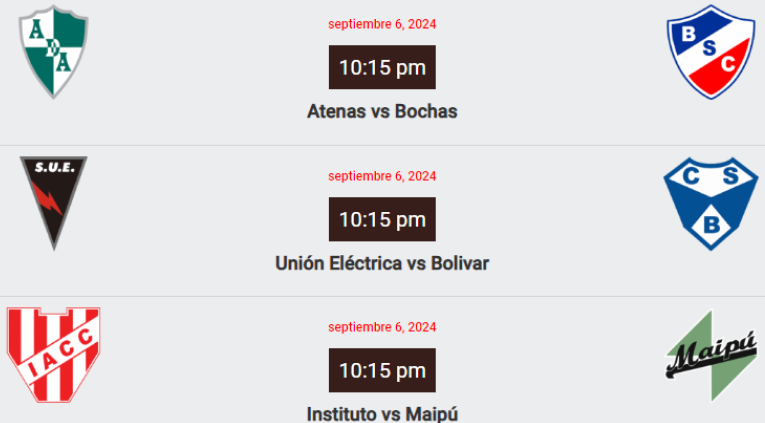 ADA
septiembre 6, 2024
BSC
10:15 pm
Atenas vs Bochas
S.U.E.
septiembre 6, 2024
CSB
10:15 pm
Unión Eléctrica vs Bolivar
IACC
septiembre 6, 2024
Maipú
10:15 pm
Instituto vs Maipú